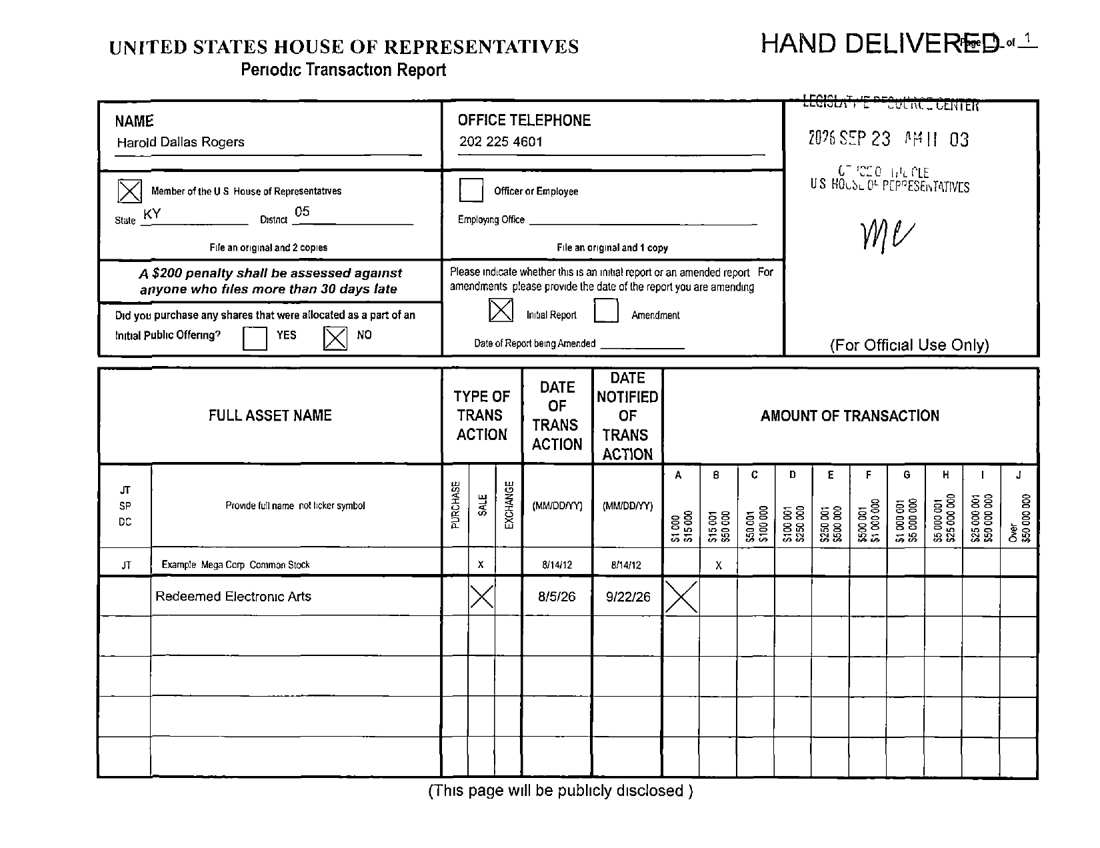 UNITED STATES HOUSE OF REPRESENTATIVES
Periodic Transaction Report
HAND DELIVERED
of 1
NAME
Harold Dallas Rogers
OFFICE TELEPHONE
202 225 4601
CENTER
SEP 23 AM 11 03
U S HOUSE OF REPRESENTATIVES
Member of the U S House of Representatives
State KY District 05
File an original and 2 copies
Officer or Employee
Employing Office
File an original and 1 copy
A $200 penalty shall be assessed against
anyone who files more than 30 days late
Please indicate whether this is an initial report or an amended report For
amendments please provide the date of the report you are amending
Initial Report Amendment
Date of Report being Amended
Did you purchase any shares that were allocated as a part of an
Initial Public Offering? YES NO
(For Official Use Only)
FULL ASSET NAME
TYPE OF
TRANS
ACTION
DATE
OF
TRANS
ACTION
DATE
NOTIFIED
OF
TRANS
ACTION
AMOUNT OF TRANSACTION
JT
SP
DC
Provide full name not ticker symbol
PURCHASE
SALE
EXCHANGE
(MM/DD/YY)
(MM/DD/YY)
A B C D E F G H I J
$1 000
$15 000
$15 001
$50 000
$50 001
$100 000
$100 001
$250 000
$250 001
$500 000
$500 001
$1 000 000
$1 000 001
$5 000 000
$5 000 001
$25 000 000
$25 000 001
$50 000 000
Over
$50 000 000
JT Example Mega Corp Common Stock X 8/14/12 8/14/12 X
Redeemed Electronic Arts X 8/5/26 9/22/26 X
(This page will be publicly disclosed )